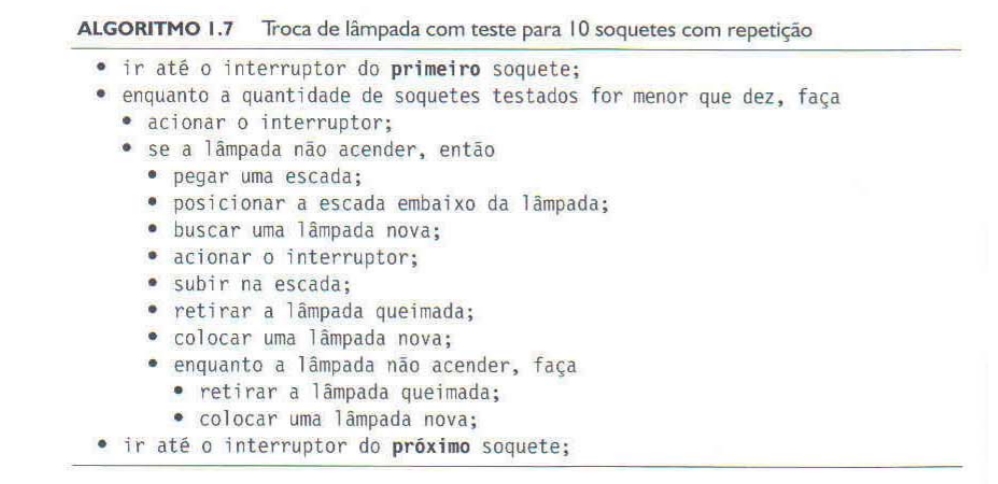 ALGORITMO 1.7 Troca de lâmpada com teste para 10 soquetes com repetição
• ir até o interruptor do primeiro soquete;
• enquanto a quantidade de soquetes testados for menor que dez, faça
• acionar o interruptor;
• se a lâmpada não acender, então
• pegar uma escada;
• posicionar a escada embaixo da lâmpada;
• buscar uma lâmpada nova;
• acionar o interruptor;
• subir na escada;
• retirar a lâmpada queimada;
• colocar uma lâmpada nova;
• enquanto a lâmpada não acender, faça
• retirar a lâmpada queimada;
• colocar uma lâmpada nova;
• ir até o interruptor do próximo soquete;